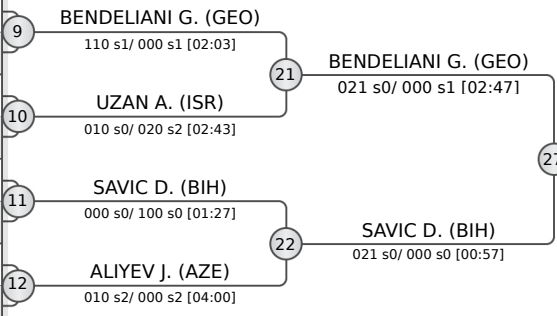 9
BENDELIANI G. (GEO)
110 s1/ 000 s1 [02:03]
21
BENDELIANI G. (GEO)
021 s0/ 000 s1 [02:47]
10
UZAN A. (ISR)
010 s0/ 020 s2 [02:43]
27
11
SAVIC D. (BIH)
000 s0/ 100 s0 [01:27]
22
SAVIC D. (BIH)
021 s0/ 000 s0 [00:57]
12
ALIYEV J. (AZE)
010 s2/ 000 s2 [04:00]